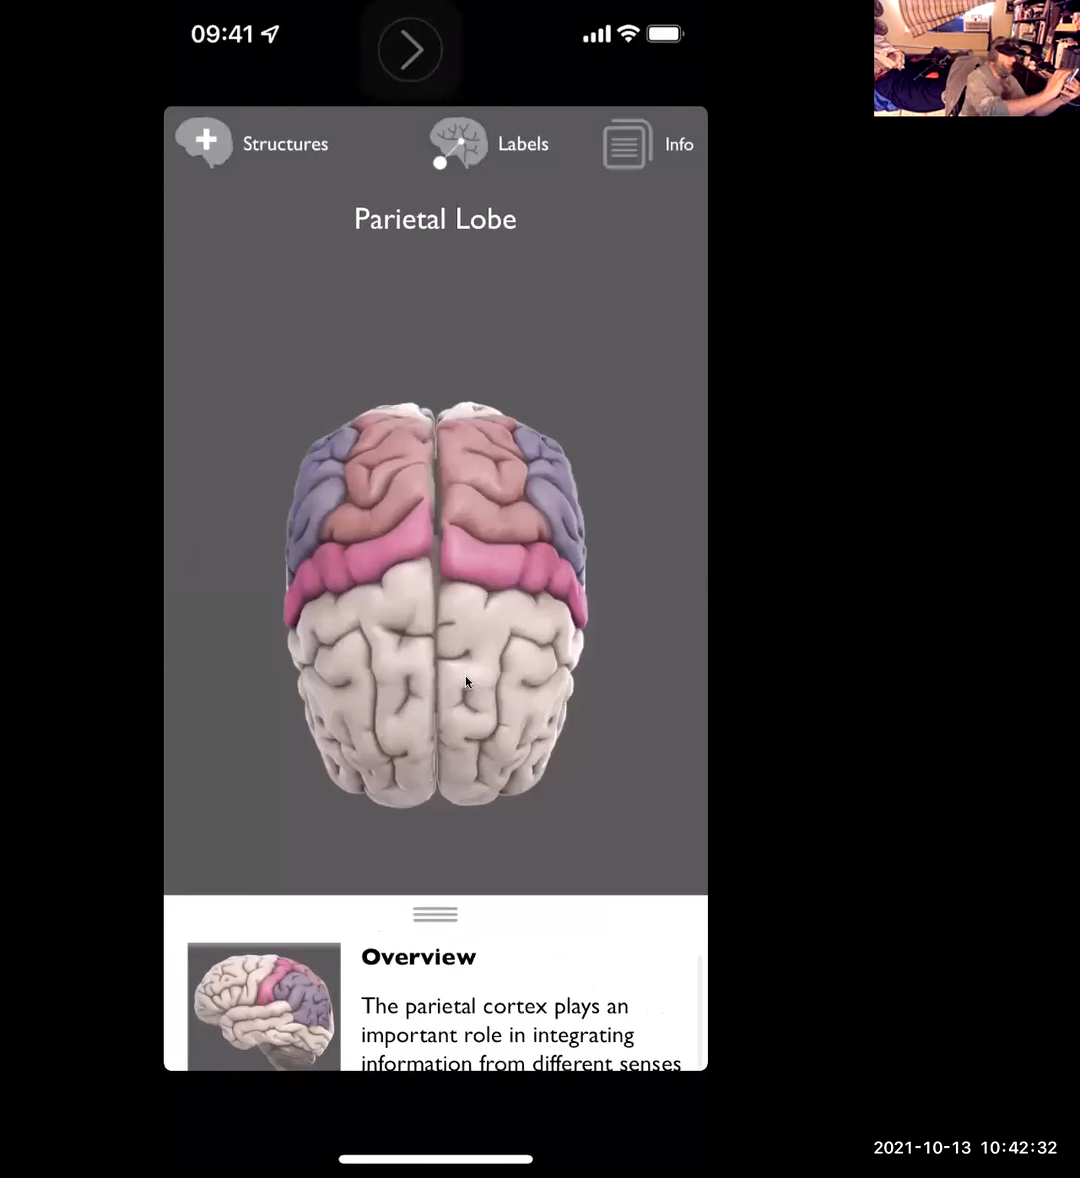 09:41
Structures
Labels
Info
Parietal Lobe
Overview
The parietal cortex plays an
important role in integrating
information from different senses
2021-10-13 10:42:32